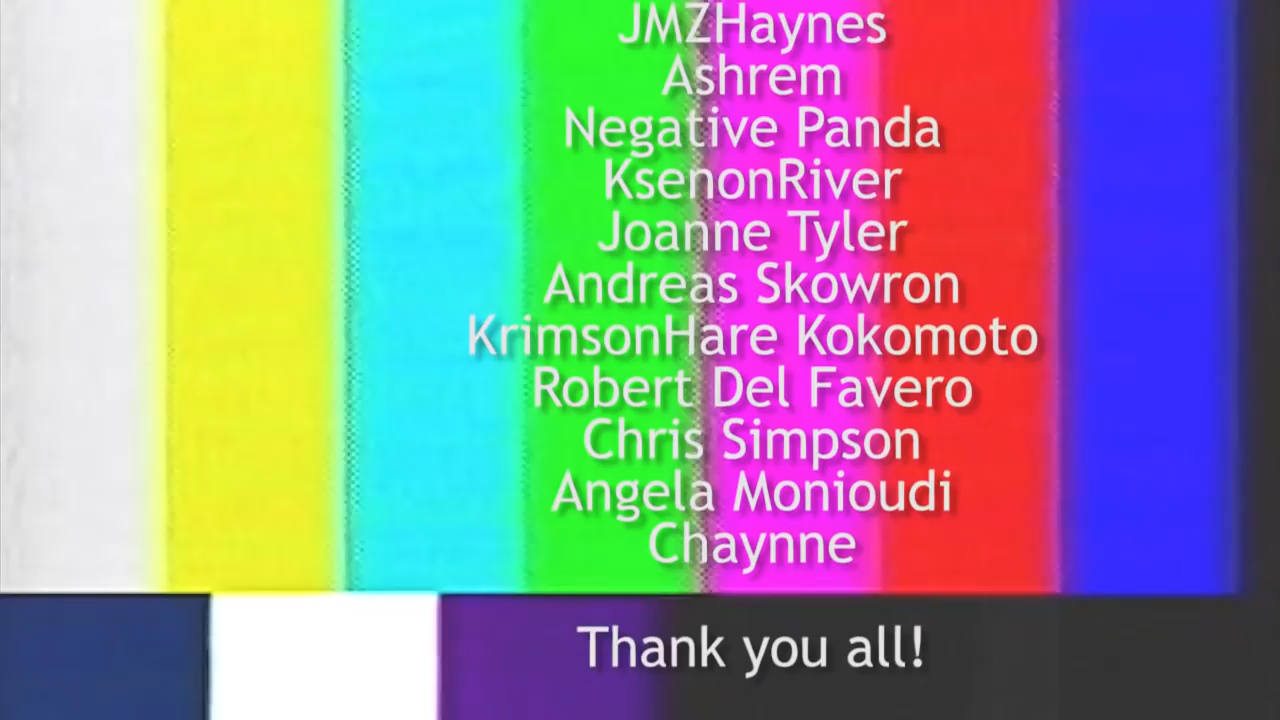 JMZHaynes
Ashrem
Negative Panda
KsenonRiver
Joanne Tyler
Andreas Skowron
KrimsonHare Kokomoto
Robert Del Favero
Chris Simpson
Angela Monioudi
Chaynne
Thank you all!